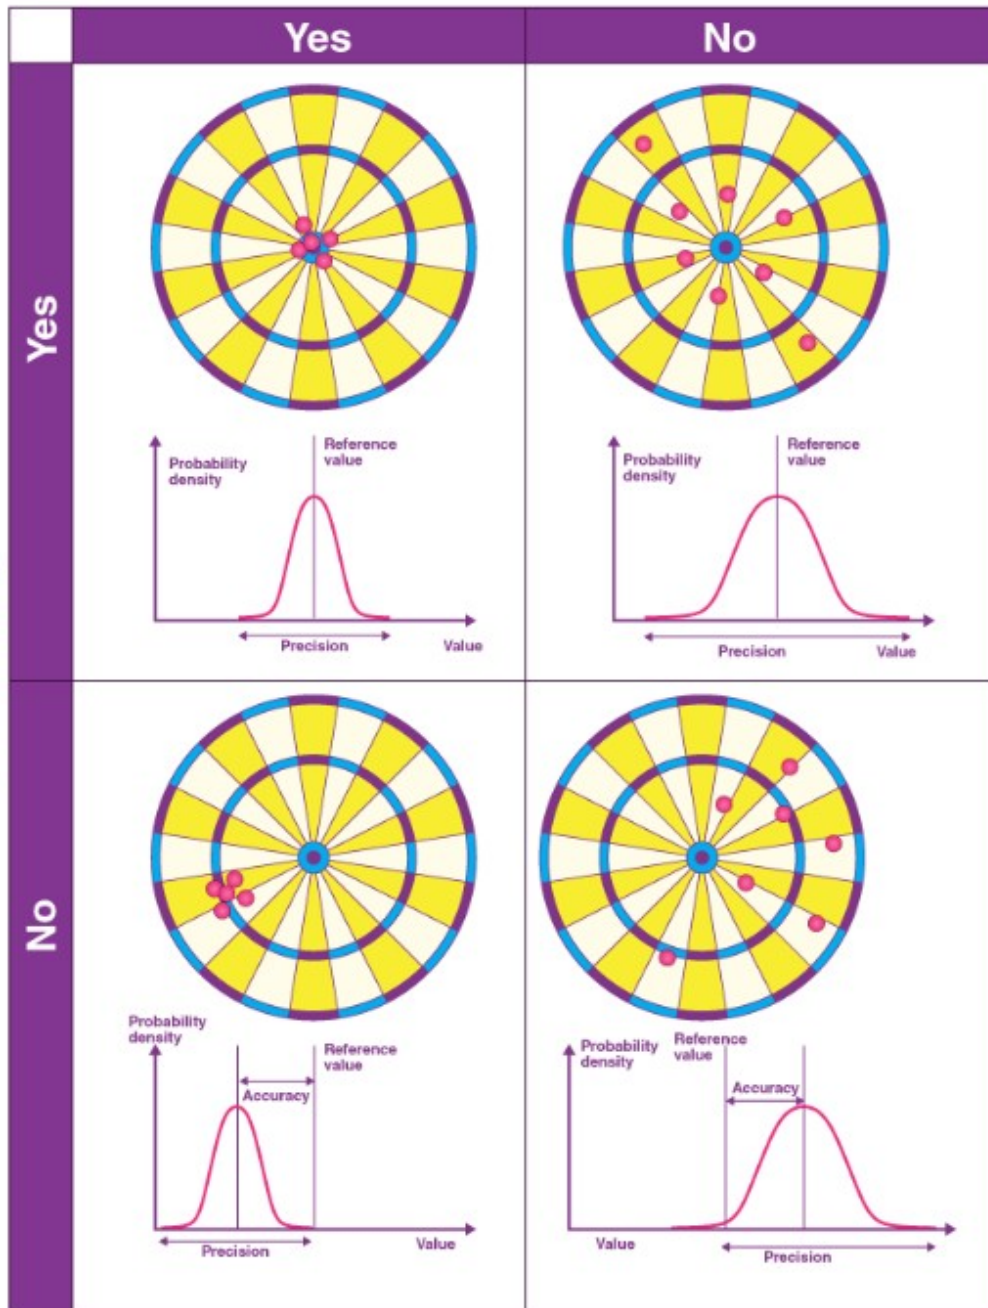 Yes
No
Yes
Probability
density
Reference
value
Precision
Value
Probability
density
Reference
value
Precision
Value
No
Probability
density
Reference
value
Accuracy
Precision
Value
Probability
density
Reference
value
Accuracy
Value
Precision